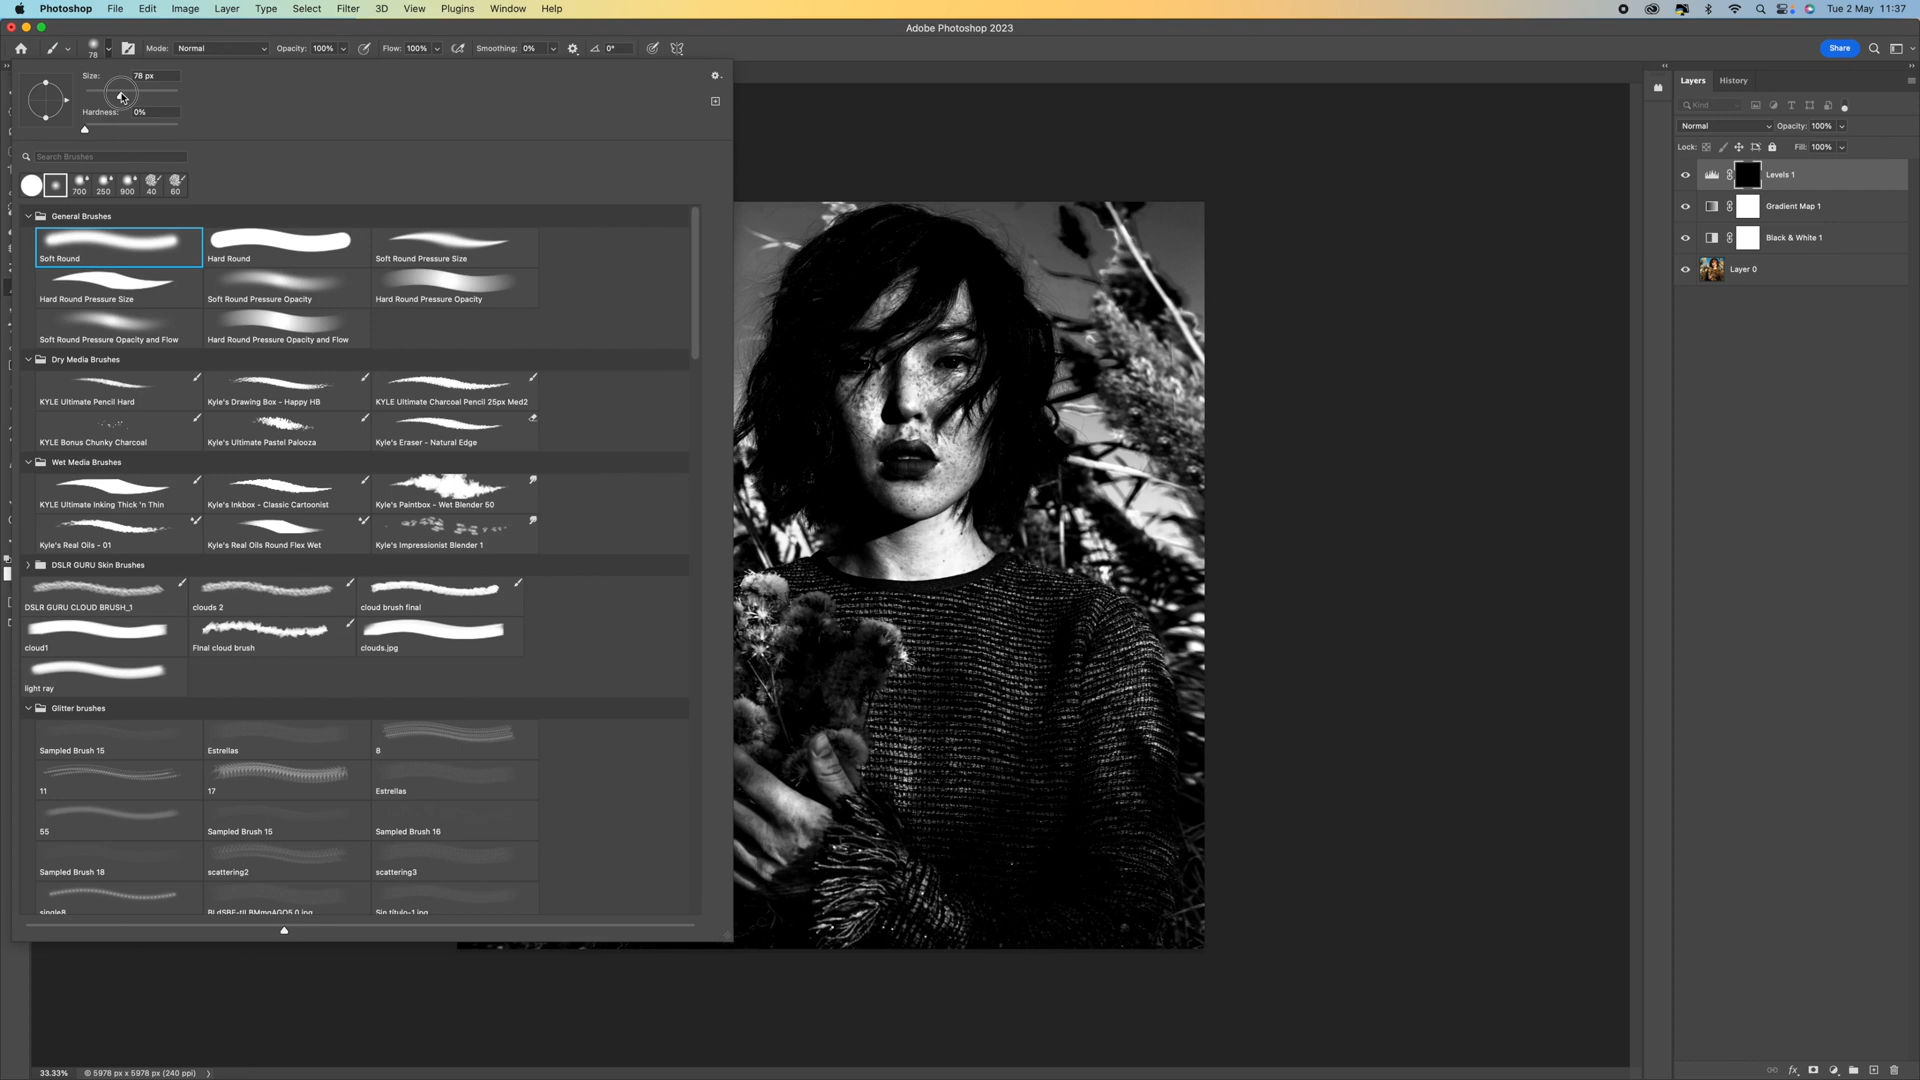 Photoshop File Edit Image Layer Type Select Filter 3D View Plugins Window Help Tue 2 May 11:37
Adobe Photoshop 2023
78 Mode: Normal Opacity: 100% Flow: 100% Smoothing: 0% 0° Share
Size: 78 px
Hardness: 0%
Search Brushes
700 250 900 40 60
General Brushes
Soft Round Hard Round Soft Round Pressure Size
Hard Round Pressure Size Soft Round Pressure Opacity Hard Round Pressure Opacity
Soft Round Pressure Opacity and Flow Hard Round Pressure Opacity and Flow
Dry Media Brushes
KYLE Ultimate Pencil Hard Kyle's Drawing Box - Happy HB KYLE Ultimate Charcoal Pencil 25px Med2
KYLE Bonus Chunky Charcoal Kyle's Ultimate Pastel Palooza Kyle's Eraser - Natural Edge
Wet Media Brushes
KYLE Ultimate Inking Thick 'n Thin Kyle's Inkbox - Classic Cartoonist Kyle's Paintbox - Wet Blender 50
Kyle's Real Oils - 01 Kyle's Real Oils Round Flex Wet Kyle's Impressionist Blender 1
DSLR GURU Skin Brushes
DSLR GURU CLOUD BRUSH_1 clouds 2 cloud brush final
cloud1 FInal cloud brush clouds.jpg
light ray
Glitter brushes
Sampled Brush 15 Estrellas 8
11 17 Estrellas
55 Sampled Brush 15 Sampled Brush 16
Sampled Brush 18 scattering2 scattering3
single8 Sin título-1.jpg
Layers History
Kind
Normal Opacity: 100%
Lock: Fill: 100%
Levels 1
Gradient Map 1
Black & White 1
Layer 0
33.33% 5978 px x 5978 px (240 ppi)